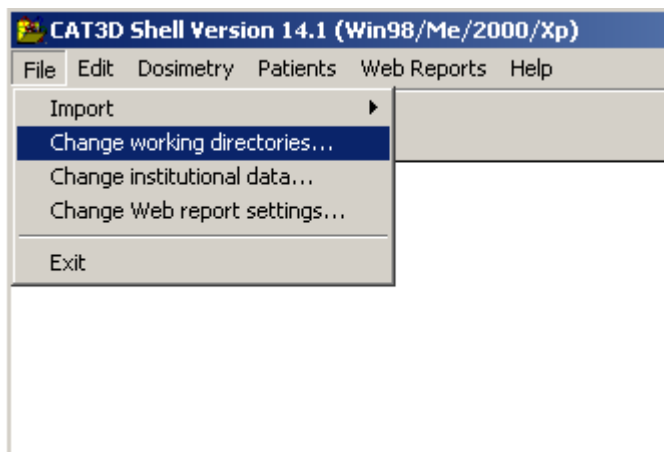 CAT3D Shell Version 14.1 (Win98/Me/2000/Xp)
File Edit Dosimetry Patients Web Reports Help
Import
Change working directories...
Change institutional data...
Change Web report settings...
Exit